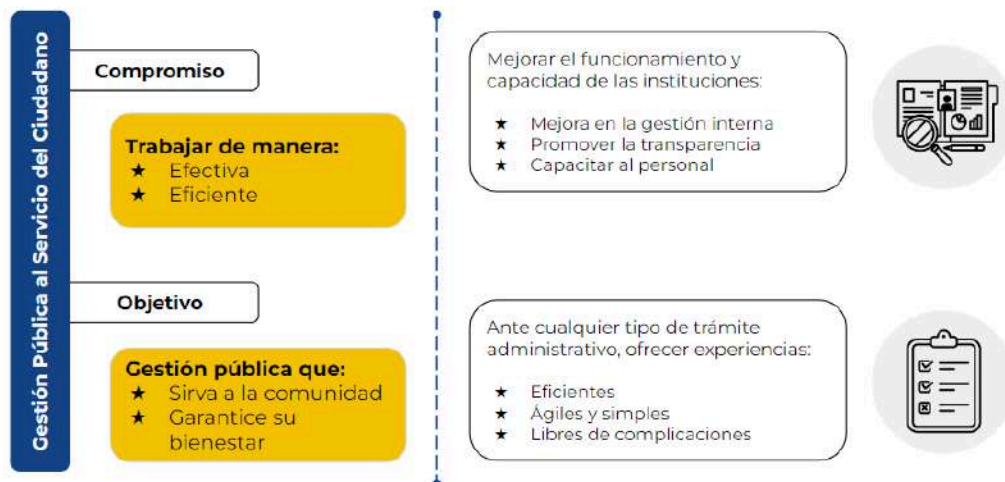 Gestión Pública al Servicio del Ciudadano
Compromiso
Trabajar de manera:
★ Efectiva
★ Eficiente
Mejorar el funcionamiento y
capacidad de las instituciones:
★ Mejora en la gestión interna
★ Promover la transparencia
★ Capacitar al personal
Objetivo
Gestión pública que:
★ Sirva a la comunidad
★ Garantice su
bienestar
Ante cualquier tipo de trámite
administrativo, ofrecer experiencias:
★ Eficientes
★ Ágiles y simples
★ Libres de complicaciones